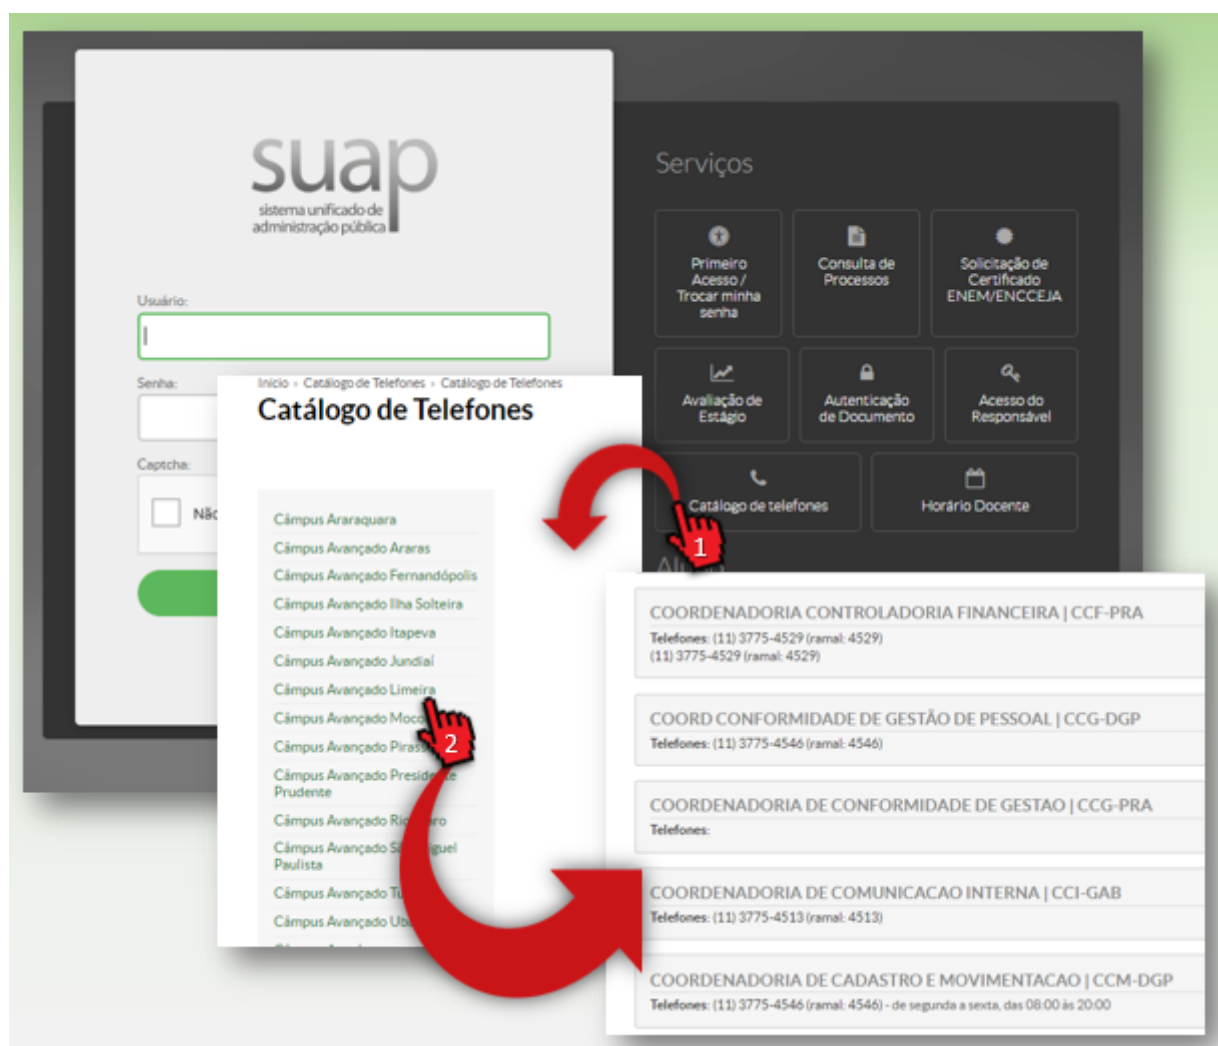 suap
sistema unificado de
administração pública
Usuário:
Senha:
Captcha:
Serviços
Primeiro
Acesso /
Trocar minha
senha
Consulta de
Processos
Solicitação de
Certificado
ENEM/ENCCEJA
Avaliação de
Estágio
Autenticação
de Documento
Acesso do
Responsável
Catálogo de telefones
Horário Docente
1
Início » Catálogo de Telefones » Catálogo de Telefones
Catálogo de Telefones
Câmpus Araraquara
Câmpus Avançado Araras
Câmpus Avançado Fernandópolis
Câmpus Avançado Ilha Solteira
Câmpus Avançado Itapeva
Câmpus Avançado Jundiaí
Câmpus Avançado Limeira
Câmpus Avançado
Câmpus Avançado
Câmpus Avançado Presidente
Prudente
Câmpus Avançado
Câmpus Avançado São Miguel
Paulista
Câmpus Avançado
Câmpus Avançado
2
COORDENADORIA CONTROLADORIA FINANCEIRA | CCF-PRA
Telefones: (11) 3775-4529 (ramal: 4529)
(11) 3775-4529 (ramal: 4529)
COORD CONFORMIDADE DE GESTÃO DE PESSOAL | CCG-DGP
Telefones: (11) 3775-4546 (ramal: 4546)
COORDENADORIA DE CONFORMIDADE DE GESTAO | CCG-PRA
Telefones:
COORDENADORIA DE COMUNICACAO INTERNA | CCI-GAB
Telefones: (11) 3775-4513 (ramal: 4513)
COORDENADORIA DE CADASTRO E MOVIMENTACAO | CCM-DGP
Telefones: (11) 3775-4546 (ramal: 4546) - de segunda a sexta, das 08:00 às 20:00